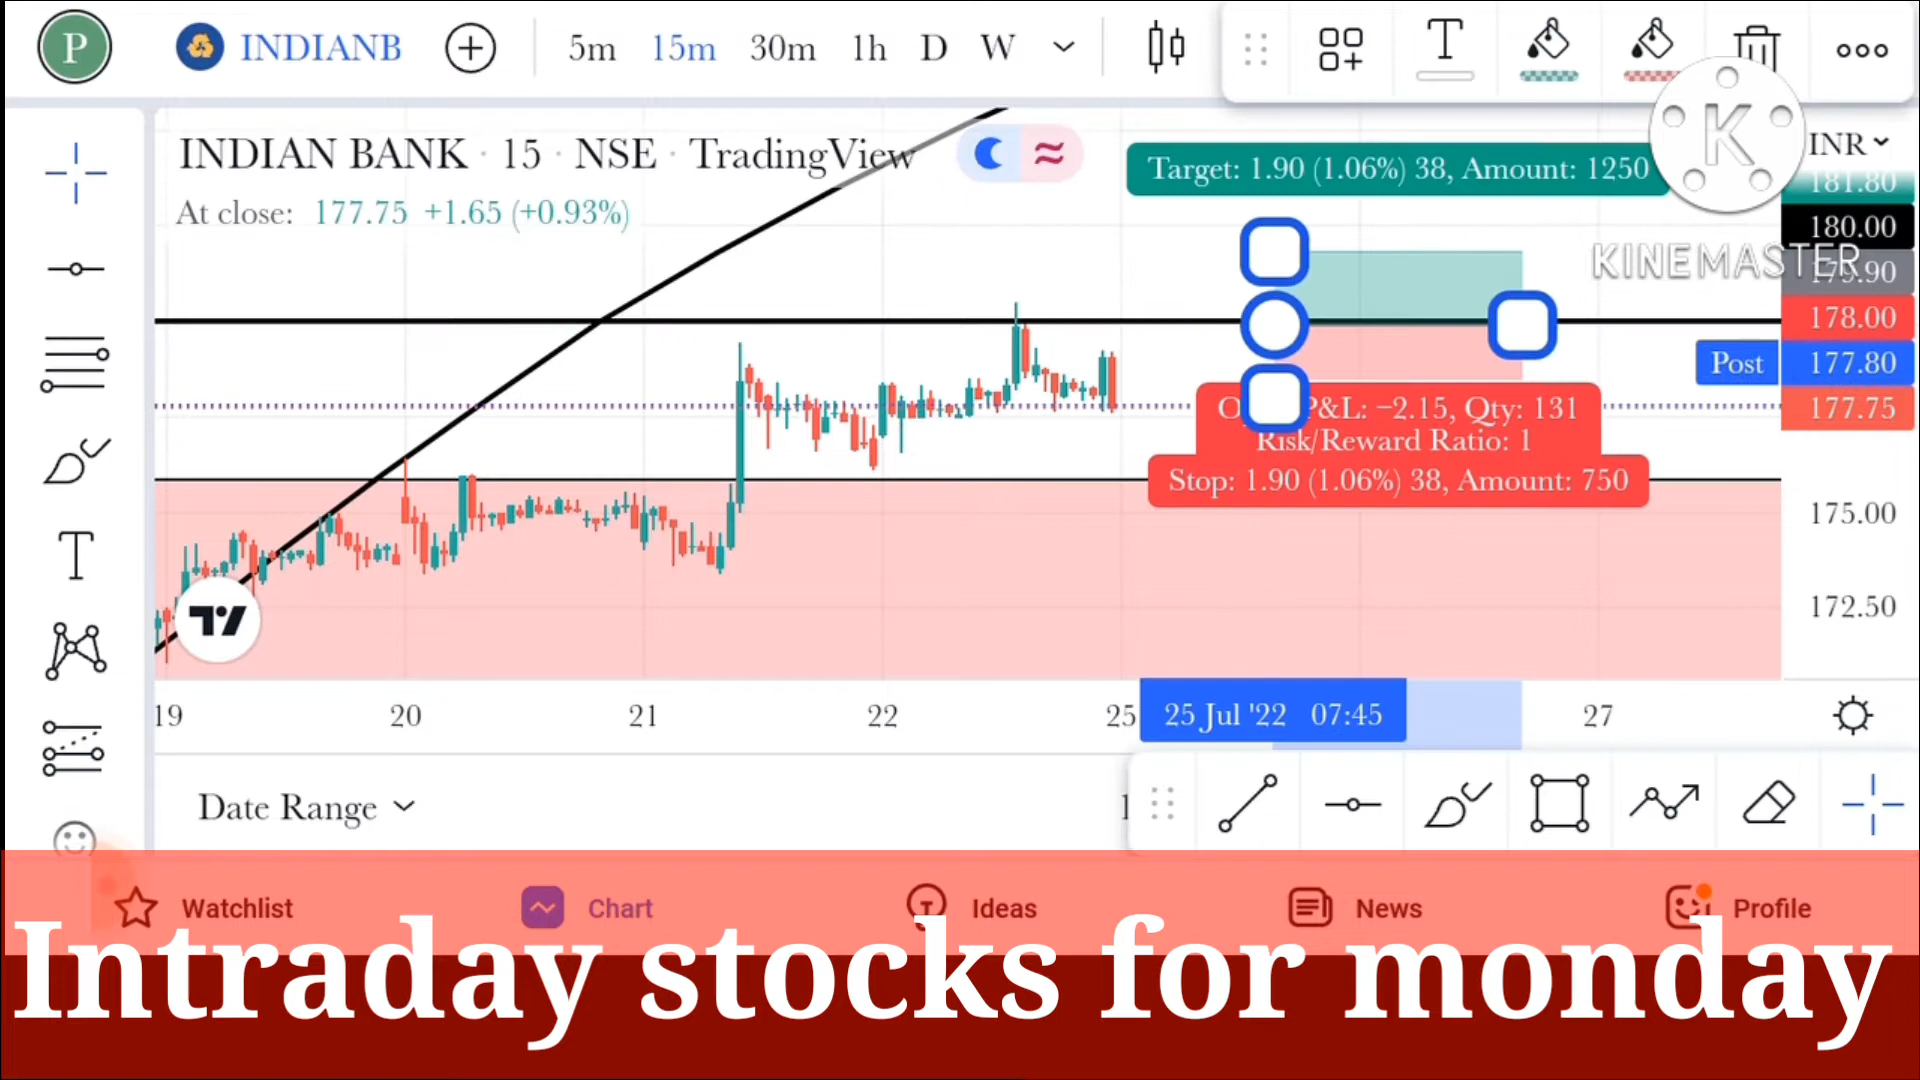 P INDIANB 5m 15m 30m 1h D W T
INDIAN BANK · 15 · NSE · TradingView
At close: 177.75 +1.65 (+0.93%)
Target: 1.90 (1.06%) 38, Amount: 1250
K
KINEMASTER
INR
181.80
180.00
179.90
178.00
Post 177.80
177.75
P&L: −2.15, Qty: 131
Risk/Reward Ratio: 1
Stop: 1.90 (1.06%) 38, Amount: 750
175.00
172.50
T
19 20 21 22 25 25 Jul '22 07:45 27
Date Range
Watchlist Chart Ideas News Profile
Intraday stocks for monday